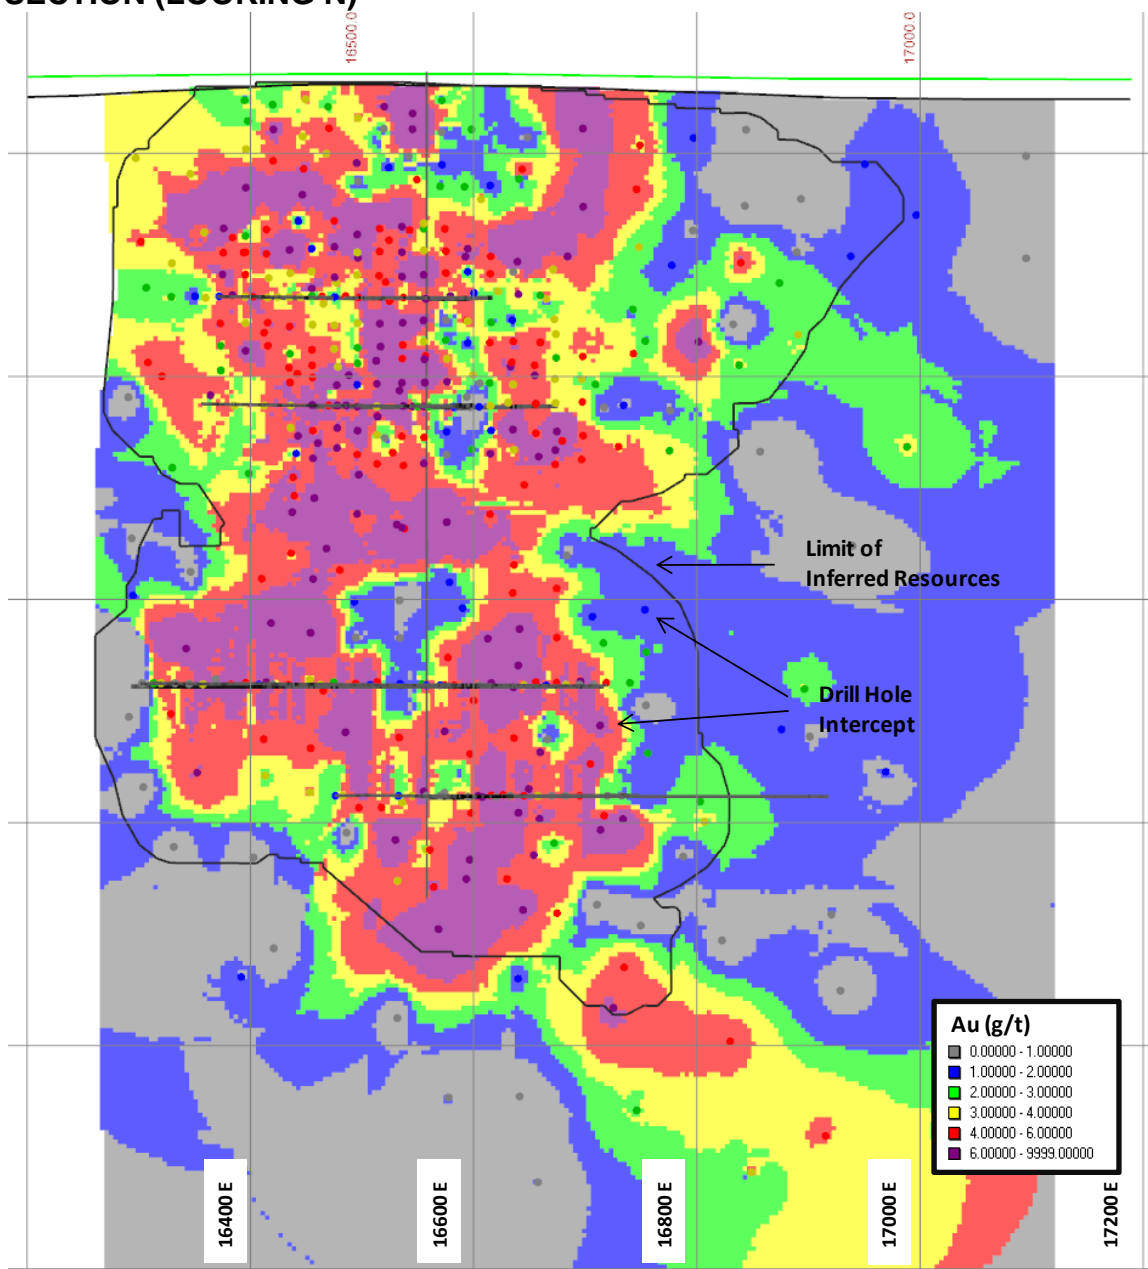 SECTION (LOOKING N)
16500.0
17000.0
Limit of
Inferred Resources
Drill Hole
Intercept
Au (g/t)
0.00000 - 1.00000
1.00000 - 2.00000
2.00000 - 3.00000
3.00000 - 4.00000
4.00000 - 6.00000
6.00000 - 9999.00000
16400 E
16600 E
16800 E
17000 E
17200 E